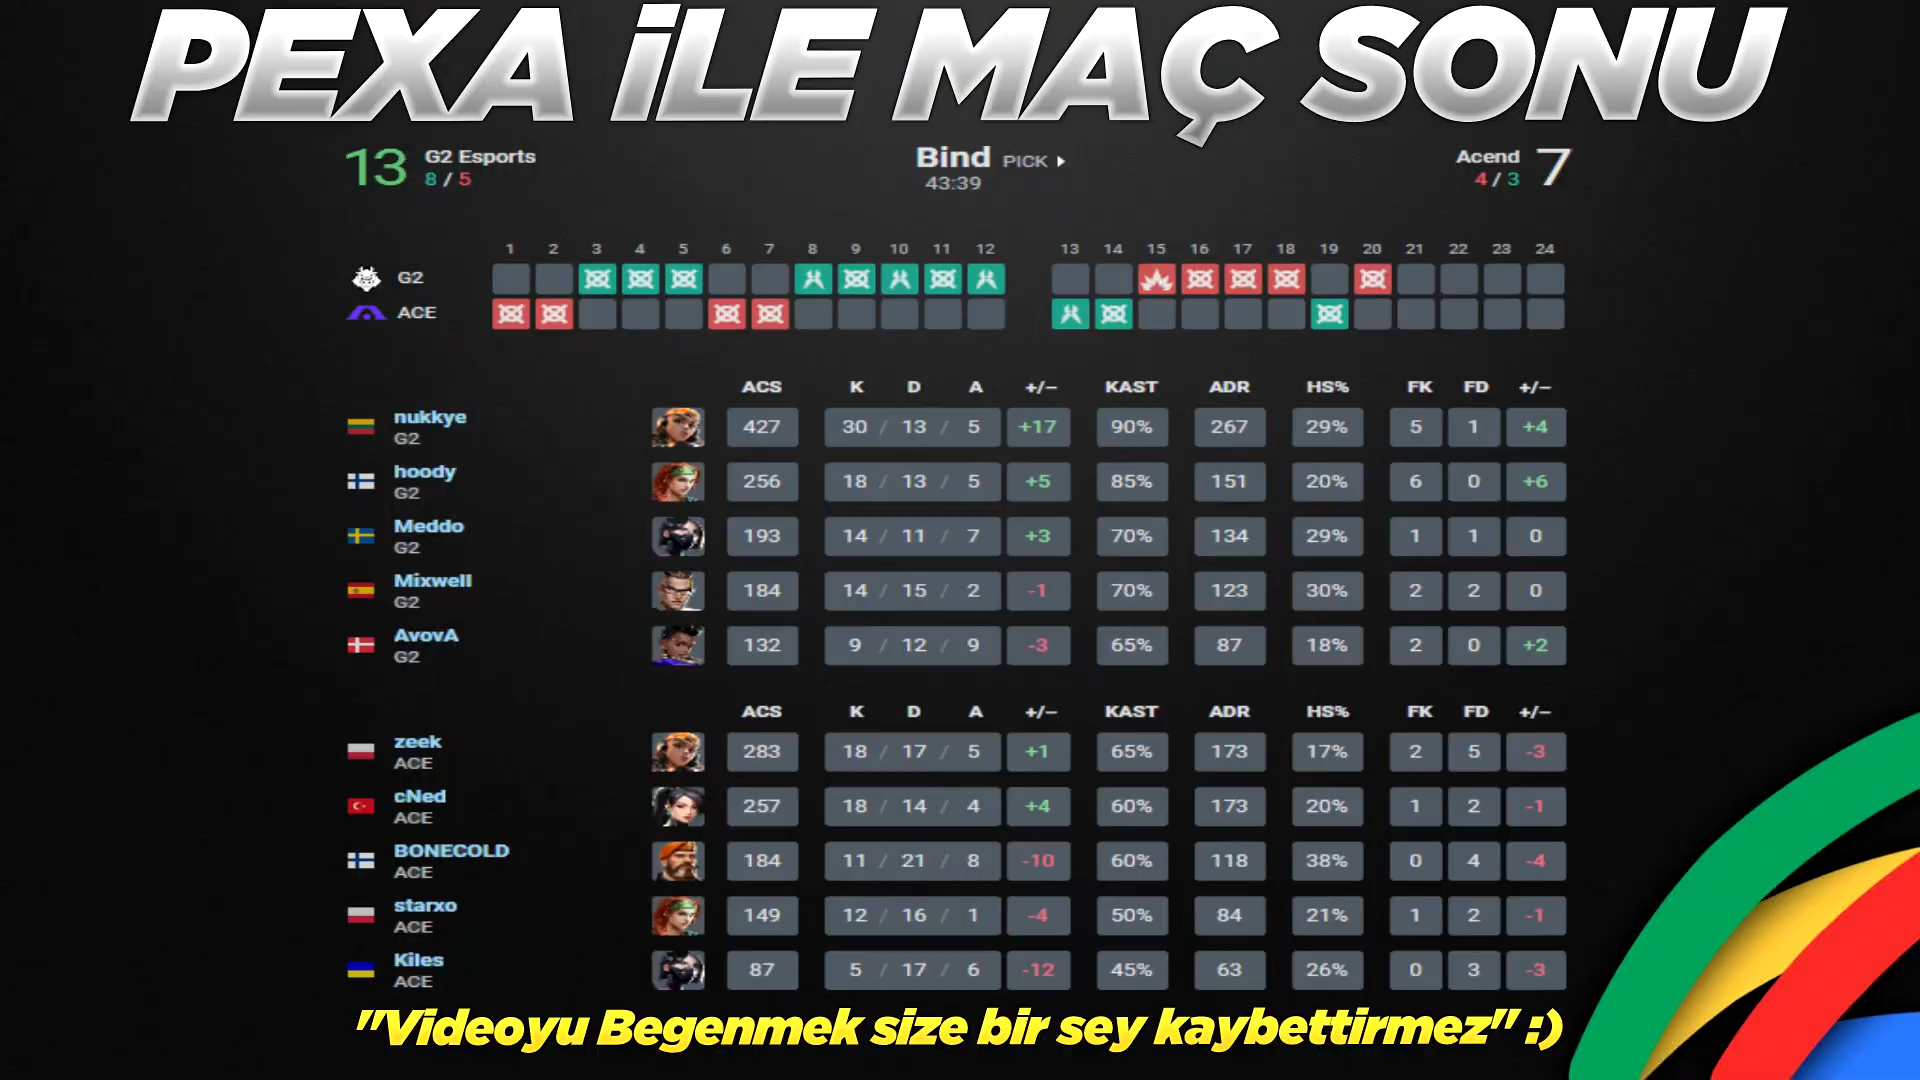 PEXA iLE MAÇ SONU
13 G2 Esports Bind PICK Acend 7
8 / 5 43:39 4 / 3
1 2 3 4 5 6 7 8 9 10 11 12 13 14 15 16 17 18 19 20 21 22 23 24
G2
ACE
ACS K D A +/– KAST ADR HS% FK FD +/–
nukkye 427 30 / 13 / 5 +17 90% 267 29% 5 1 +4
G2
hoody 256 18 / 13 / 5 +5 85% 151 20% 6 0 +6
G2
Meddo 193 14 / 11 / 7 +3 70% 134 29% 1 1 0
G2
Mixwell 184 14 / 15 / 2 -1 70% 123 30% 2 2 0
G2
AvovA 132 9 / 12 / 9 -3 65% 87 18% 2 0 +2
G2
ACS K D A +/– KAST ADR HS% FK FD +/–
zeek 283 18 / 17 / 5 +1 65% 173 17% 2 5 -3
ACE
cNed 257 18 / 14 / 4 +4 60% 173 20% 1 2 -1
ACE
BONECOLD 184 11 / 21 / 8 -10 60% 118 38% 0 4 -4
ACE
starxo 149 12 / 16 / 1 -4 50% 84 21% 1 2 -1
ACE
Kiles 87 5 / 17 / 6 -12 45% 63 26% 0 3 -3
ACE
"Videoyu Begenmek size bir sey kaybettirmez" :)